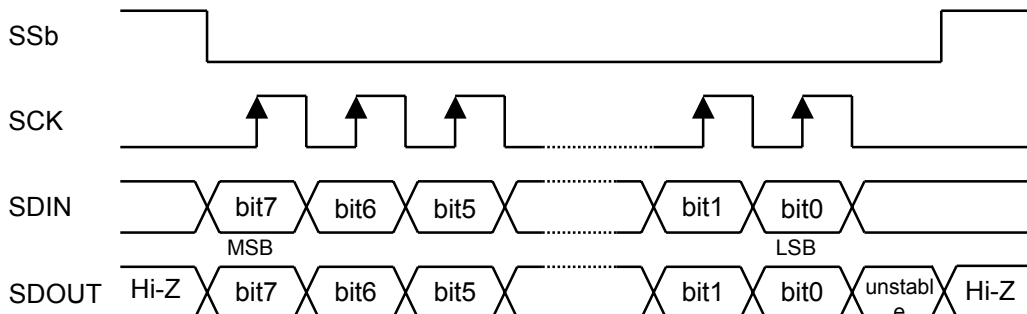 SSb
SCK
SDIN bit7 bit6 bit5 bit1 bit0
MSB LSB
SDOUT Hi-Z bit7 bit6 bit5 bit1 bit0 unstabl Hi-Z
e